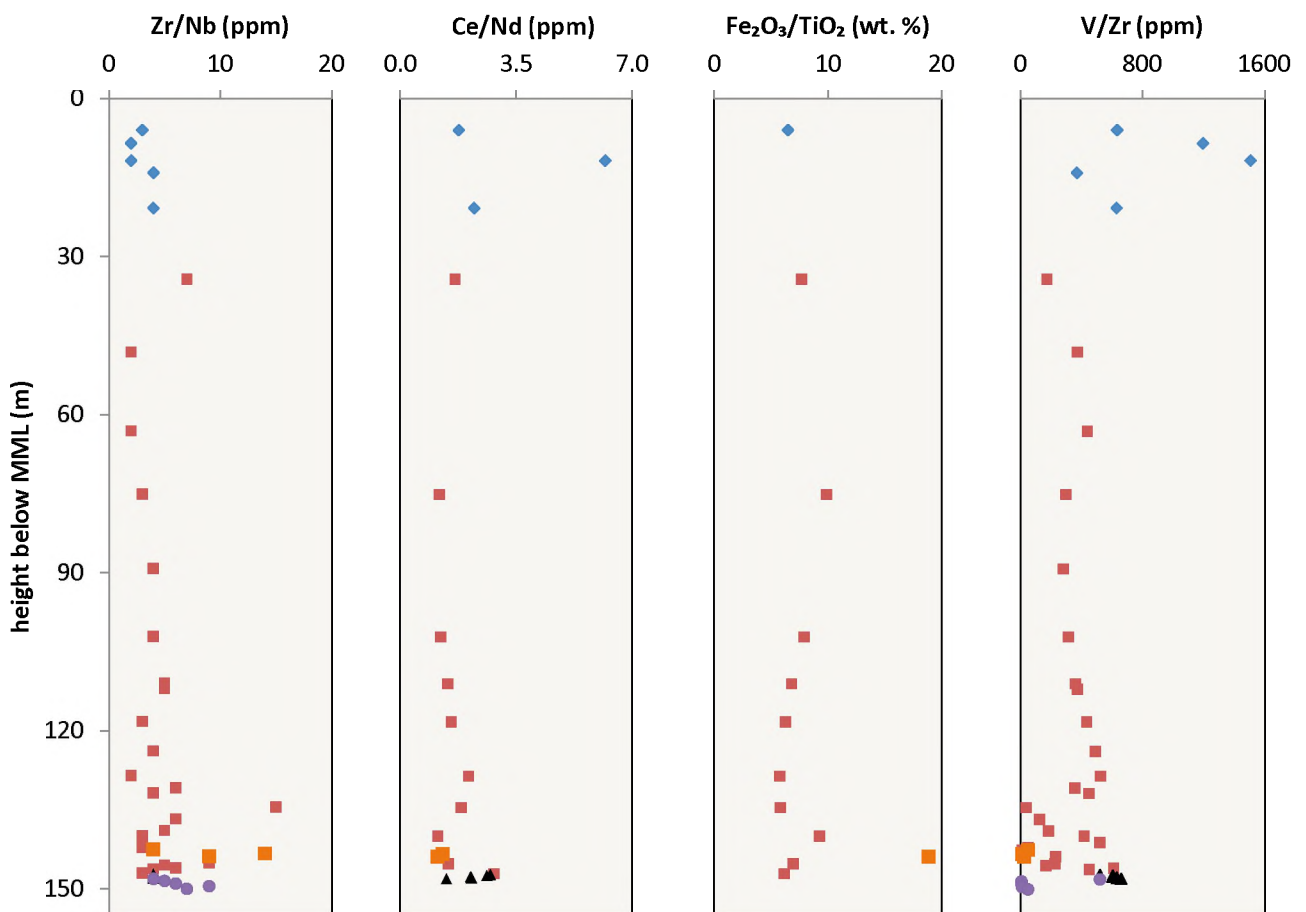 Zr/Nb (ppm) Ce/Nd (ppm) Fe₂O₃/TiO₂ (wt. %) V/Zr (ppm)
0 10 20 0.0 3.5 7.0 0 10 20 0 800 1600
0
30
60
90
120
150
height below MML (m)